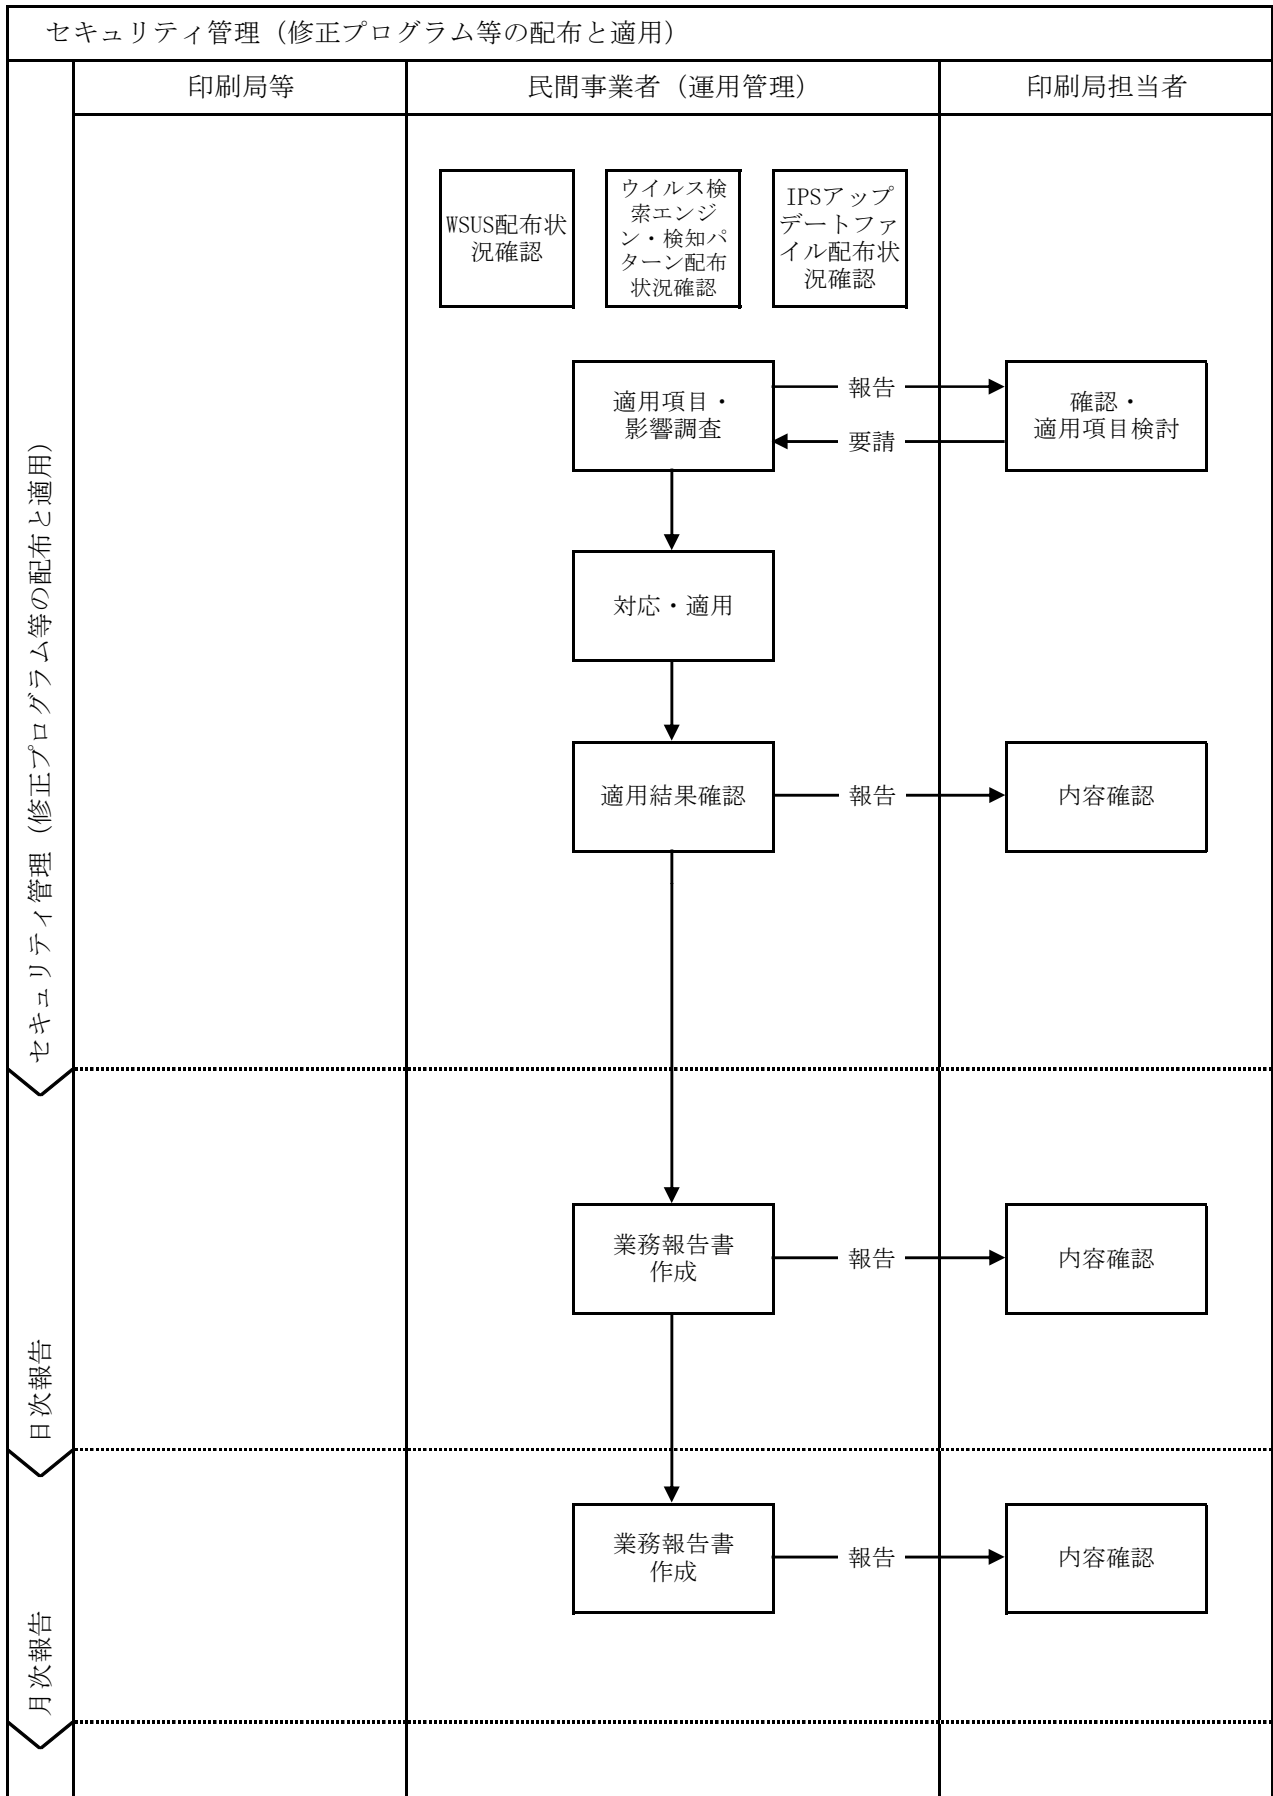 セキュリティ管理（修正プログラム等の配布と適用）
印刷局等
民間事業者（運用管理）
印刷局担当者
WSUS配布状
況確認
ウイルス検
索エンジ
ン・検知パ
ターン配布
状況確認
IPSアップ
デートファ
イル配布状
況確認
適用項目・
影響調査
報告
要請
確認・
適用項目検討
対応・適用
適用結果確認
報告
内容確認
セキュリティ管理（修正プログラム等の配布と適用）
業務報告書
作成
報告
内容確認
日次報告
業務報告書
作成
報告
内容確認
月次報告